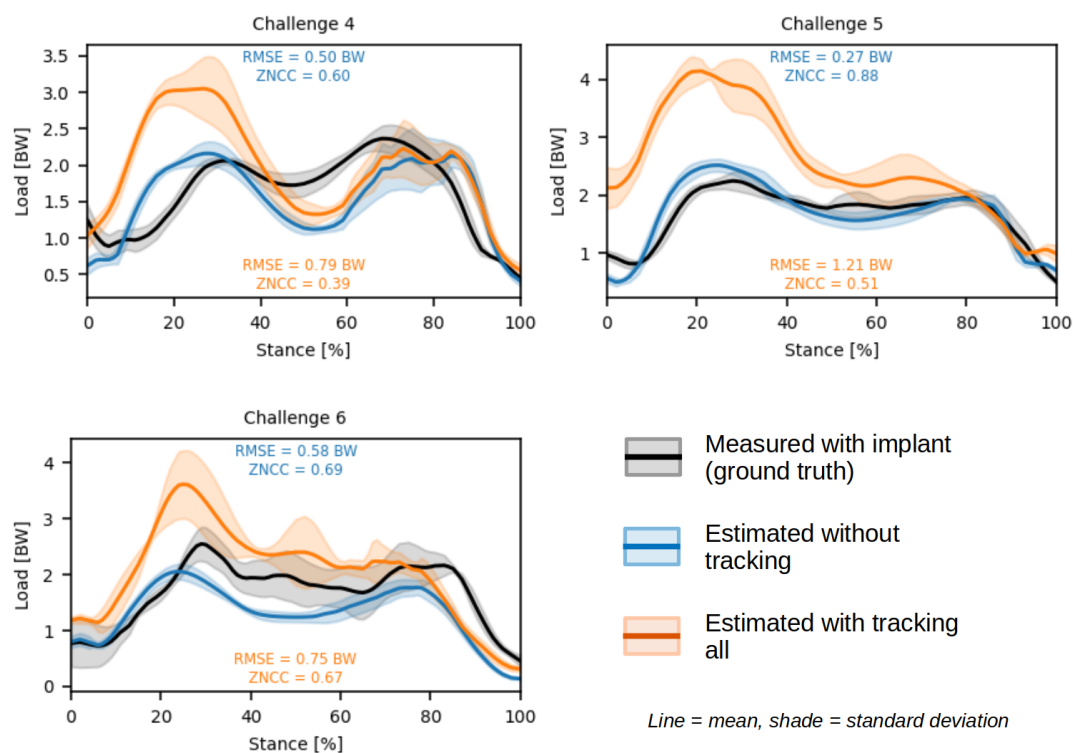 Challenge 4
RMSE = 0.50 BW
ZNCC = 0.60
3.5
3.0
2.5
2.0
1.5
1.0
0.5
Load [BW]
RMSE = 0.79 BW
ZNCC = 0.39
0 20 40 60 80 100
Stance [%]
Challenge 5
RMSE = 0.27 BW
ZNCC = 0.88
4
3
2
1
Load [BW]
RMSE = 1.21 BW
ZNCC = 0.51
0 20 40 60 80 100
Stance [%]
Challenge 6
RMSE = 0.58 BW
ZNCC = 0.69
4
3
2
1
0
Load [BW]
RMSE = 0.75 BW
ZNCC = 0.67
0 20 40 60 80 100
Stance [%]
Measured with implant
(ground truth)
Estimated without
tracking
Estimated with tracking
all
Line = mean, shade = standard deviation